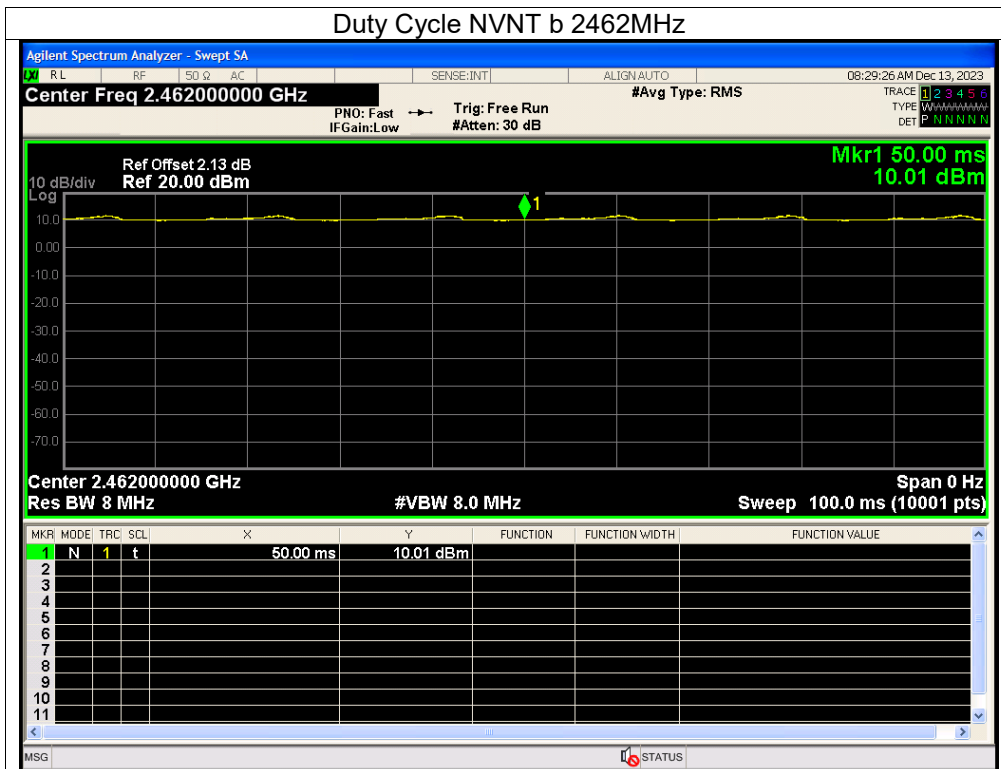 Duty Cycle NVNT b 2462MHz
Agilent Spectrum Analyzer - Swept SA
LXI RL RF 50 Ω AC SENSE:INT ALIGN AUTO 08:29:26 AM Dec 13, 2023
Center Freq 2.462000000 GHz #Avg Type: RMS TRACE 1 2 3 4 5 6
PNO: Fast Trig: Free Run TYPE WWWWWW
IFGain:Low #Atten: 30 dB DET P N N N N N
Mkr1 50.00 ms
Ref Offset 2.13 dB
10 dB/div Ref 20.00 dBm 10.01 dBm
Log
1
10.0
0.00
-10.0
-20.0
-30.0
-40.0
-50.0
-60.0
-70.0
Center 2.462000000 GHz Span 0 Hz
Res BW 8 MHz #VBW 8.0 MHz Sweep 100.0 ms (10001 pts)
MKR MODE TRC SCL X Y FUNCTION FUNCTION WIDTH FUNCTION VALUE
1 N 1 t 50.00 ms 10.01 dBm
2
3
4
5
6
7
8
9
10
11
MSG STATUS